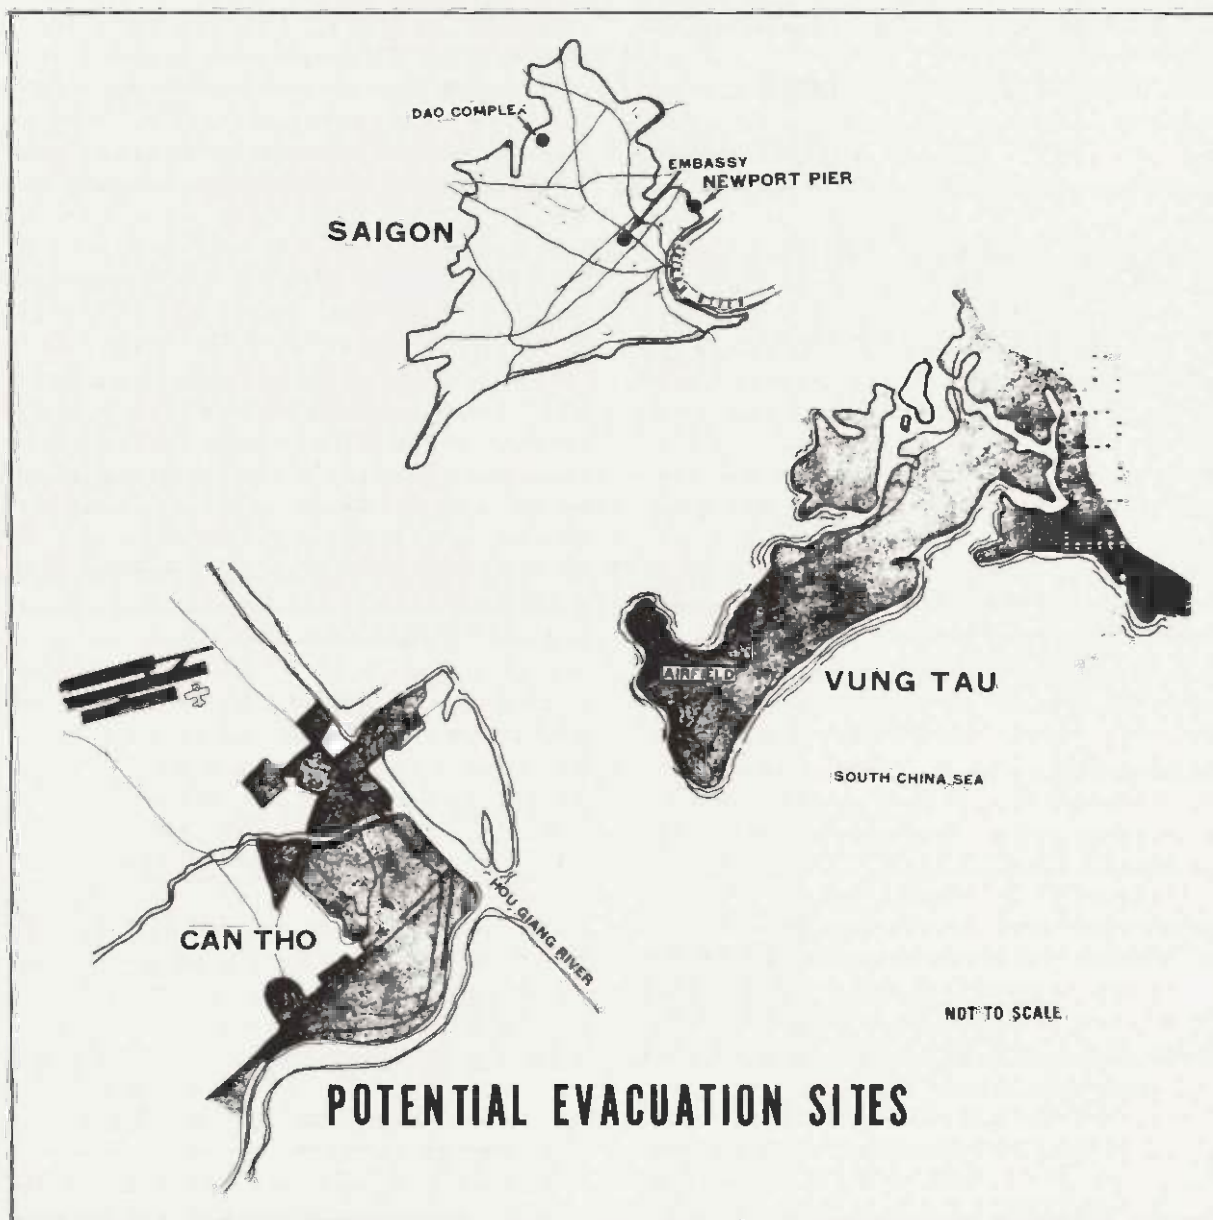 DAO COMPLEX
EMBASSY
NEWPORT PIER
SAIGON
AIRFIELD
VUNG TAU
SOUTH CHINA SEA
CAN THO
HOU GIANG RIVER
NOT TO SCALE
POTENTIAL EVACUATION SITES